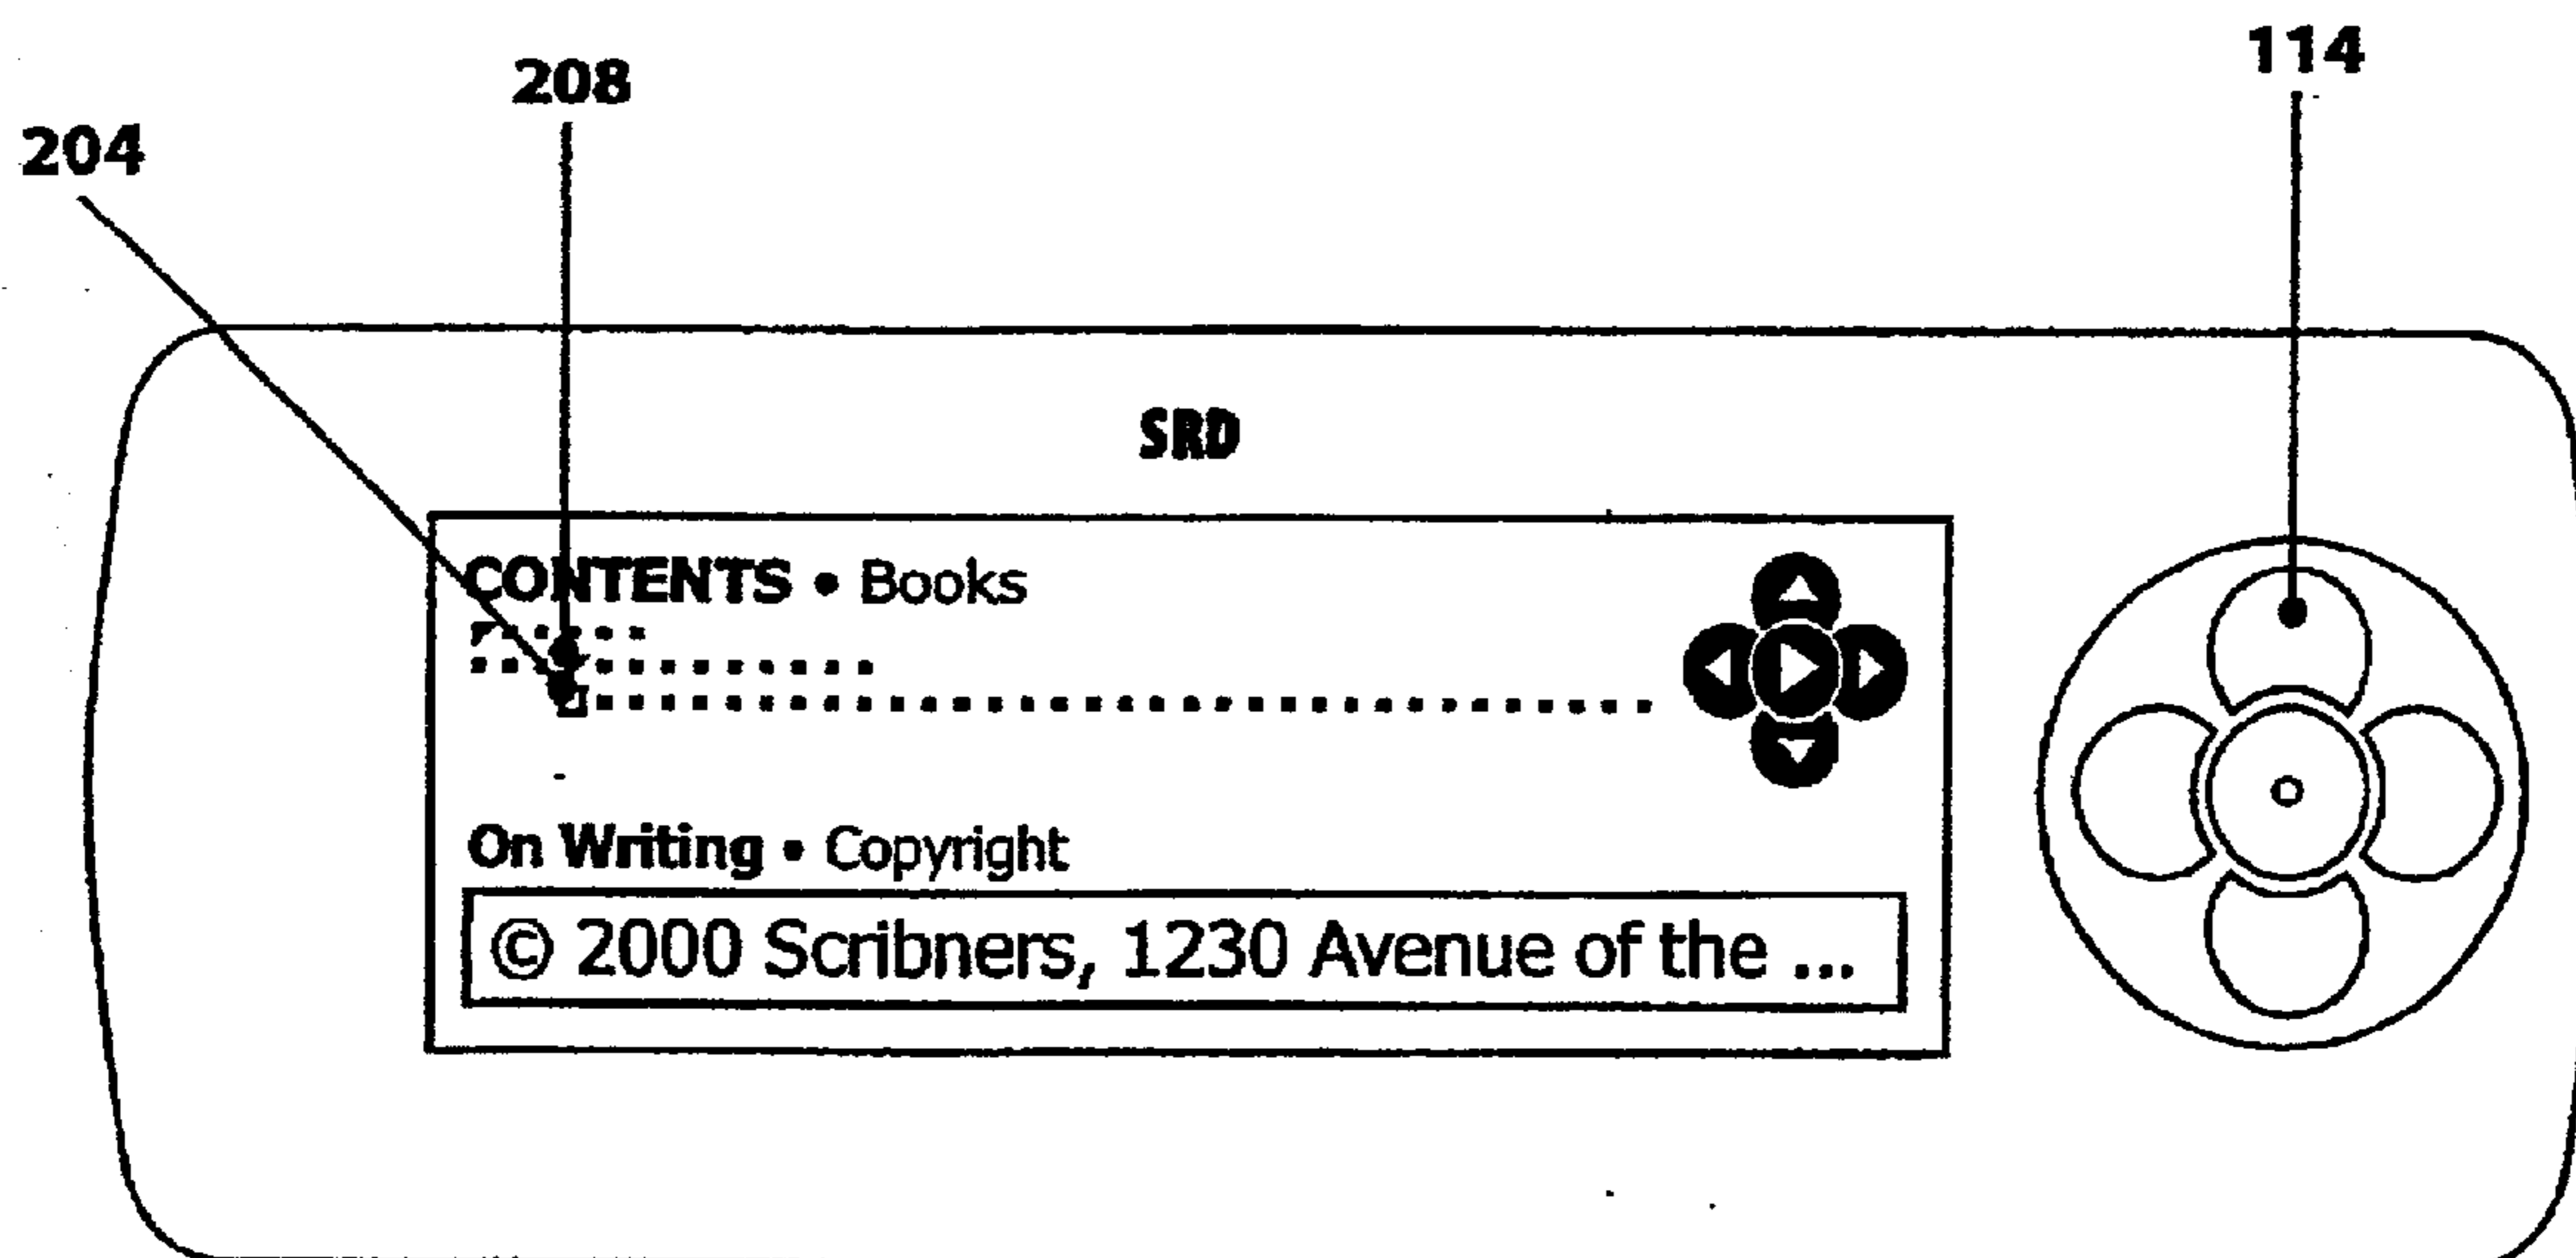 114
208
204
SRD
CONTENTS • Books
On Writing • Copyright
© 2000 Scribners, 1230 Avenue of the ...